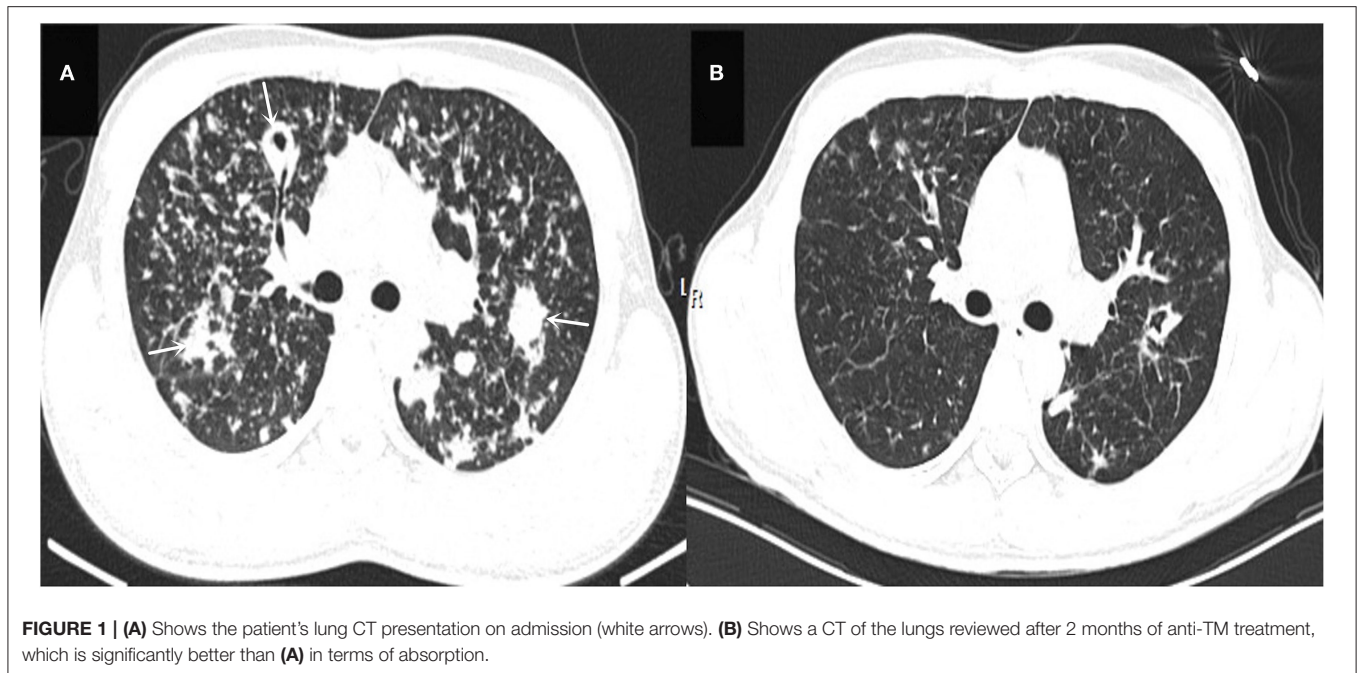 A
B
L
R
FIGURE 1 | (A) Shows the patient's lung CT presentation on admission (white arrows). (B) Shows a CT of the lungs reviewed after 2 months of anti-TM treatment,
which is significantly better than (A) in terms of absorption.